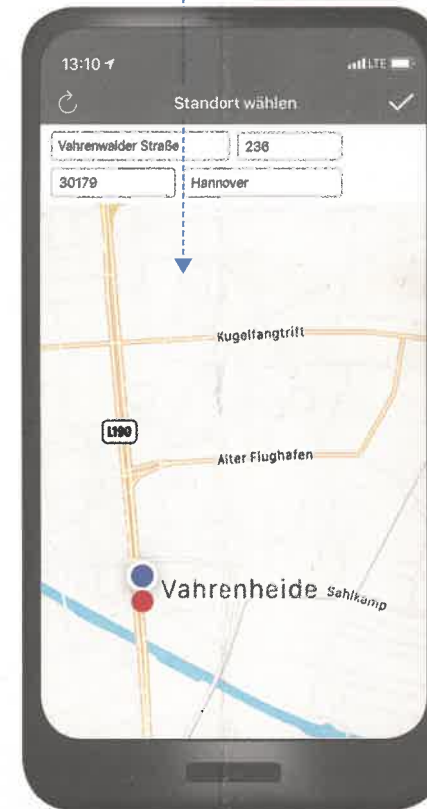 13:10
LTE
Standort wählen
Vahrenwalder Straße 236
30179 Hannover
Kugelfangtrift
L190
Alter Flughafen
Vahrenheide
Sahlkamp